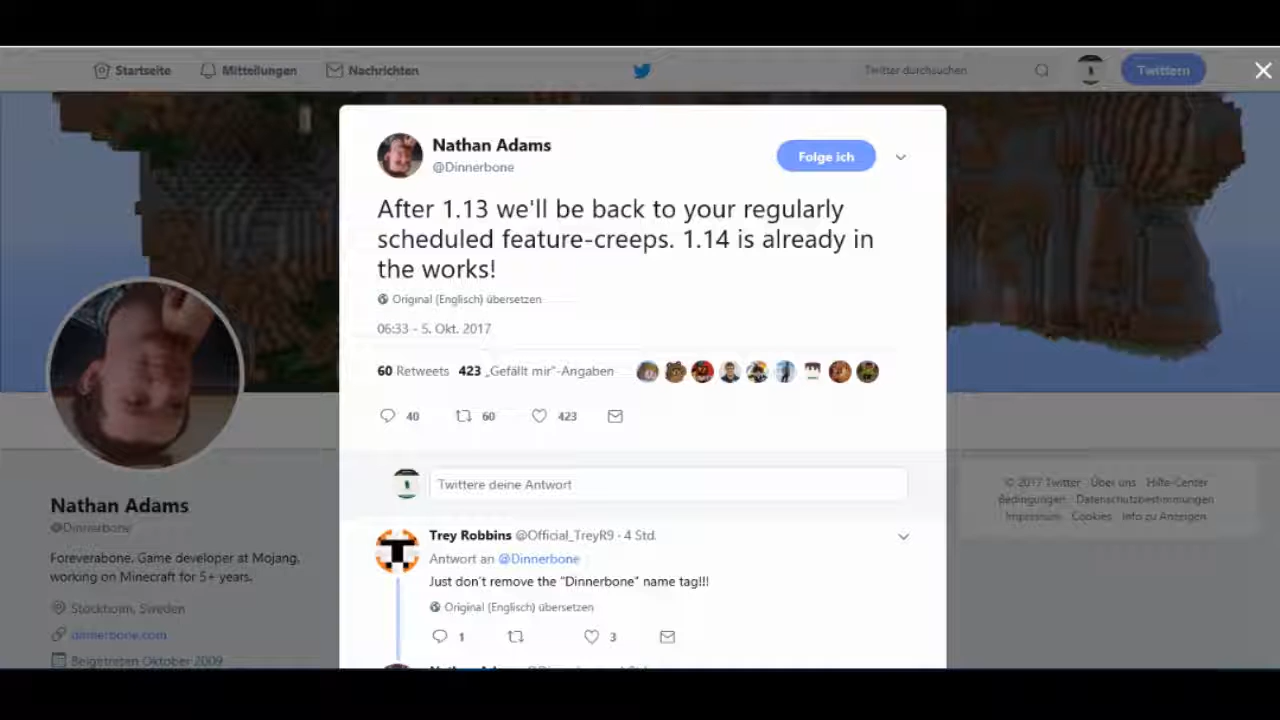 Startseite Mitteilungen Nachrichten Twitter durchsuchen Twittern
Nathan Adams
@Dinnerbone
Folge ich
After 1.13 we'll be back to your regularly
scheduled feature-creeps. 1.14 is already in
the works!
Original (Englisch) übersetzen
06:33 - 5. Okt. 2017
60 Retweets 423 „Gefällt mir"-Angaben
40 60 423
Twittere deine Antwort
Trey Robbins @Official_TreyR9 · 4 Std.
Antwort an @Dinnerbone
Just don't remove the "Dinnerbone" name tag!!!
Original (Englisch) übersetzen
1 3
Nathan Adams
@Dinnerbone
Foreverabone. Game developer at Mojang,
working on Minecraft for 5+ years.
Stockholm, Sweden
dinnerbone.com
Beigetreten Oktober 2009
© 2017 Twitter Über uns Hilfe-Center
Bedingungen Datenschutzbestimmungen
Impressum Cookies Info zu Anzeigen